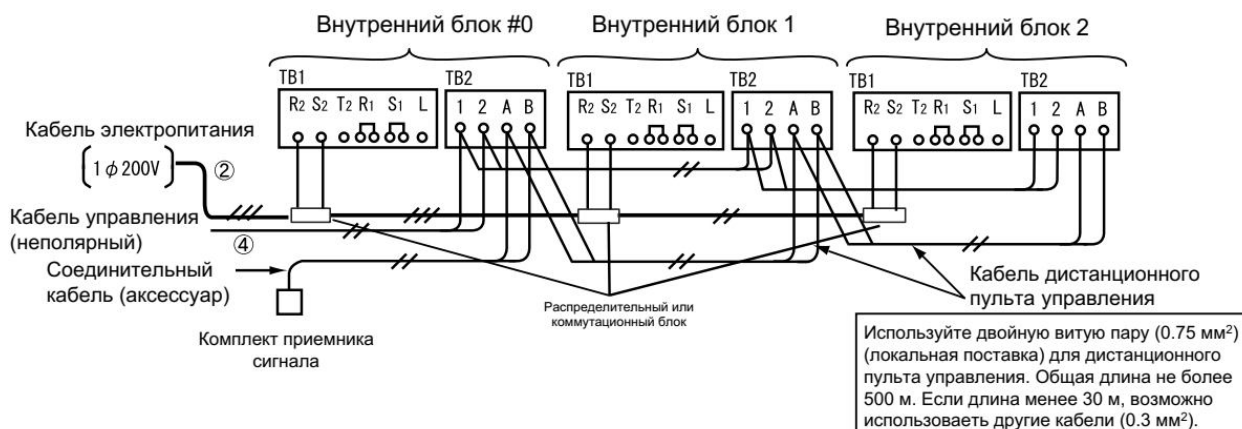 Внутренний блок #0
Внутренний блок 1
Внутренний блок 2
TB1
TB2
TB1
TB2
TB1
TB2
R2 S2 T2 R1 S1 L
1 2 A B
R2 S2 T2 R1 S1 L
1 2 A B
R2 S2 T2 R1 S1 L
1 2 A B
Кабель электропитания
(1 ϕ 200V)
②
Кабель управления
(неполярный)
④
Соединительный
кабель (аксессуар)
Комплект приемника
сигнала
Распределительный или
коммутационный блок
Кабель дистанционного
пульта управления
Используйте двойную витую пару (0.75 мм²)
(локальная поставка) для дистанционного
пульта управления. Общая длина не более
500 м. Если длина менее 30 м, возможно
использоваеть другие кабели (0.3 мм²).